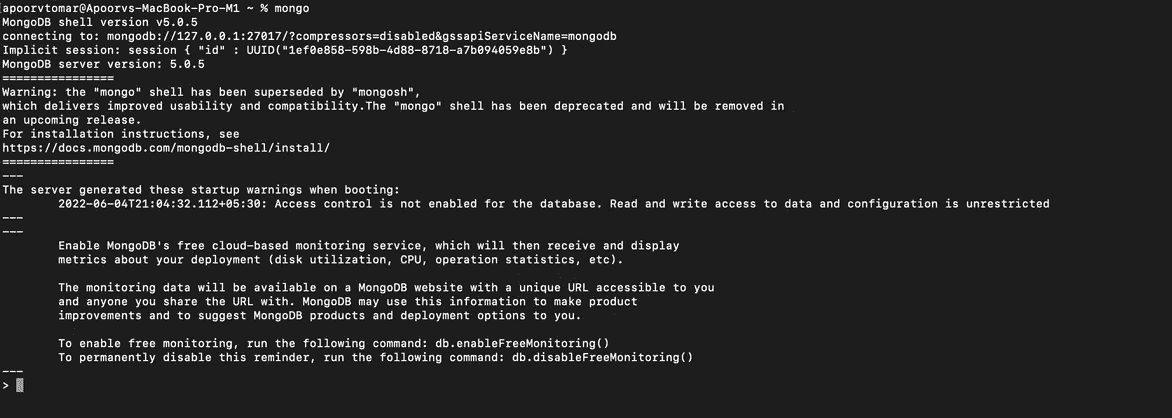 apoorvtomar@Apoorvs-MacBook-Pro-M1 ~ % mongo
MongoDB shell version v5.0.5
connecting to: mongodb://127.0.0.1:27017/?compressors=disabled&gssapiServiceName=mongodb
Implicit session: session { "id" : UUID("1ef0e858-598b-4d88-8718-a7b094059e8b") }
MongoDB server version: 5.0.5
================
Warning: the "mongo" shell has been superseded by "mongosh",
which delivers improved usability and compatibility.The "mongo" shell has been deprecated and will be removed in
an upcoming release.
For installation instructions, see
https://docs.mongodb.com/mongodb-shell/install/
================
---
The server generated these startup warnings when booting:
        2022-06-04T21:04:32.112+05:30: Access control is not enabled for the database. Read and write access to data and configuration is unrestricted
---
---
        Enable MongoDB's free cloud-based monitoring service, which will then receive and display
        metrics about your deployment (disk utilization, CPU, operation statistics, etc).

        The monitoring data will be available on a MongoDB website with a unique URL accessible to you
        and anyone you share the URL with. MongoDB may use this information to make product
        improvements and to suggest MongoDB products and deployment options to you.

        To enable free monitoring, run the following command: db.enableFreeMonitoring()
        To permanently disable this reminder, run the following command: db.disableFreeMonitoring()
---
>